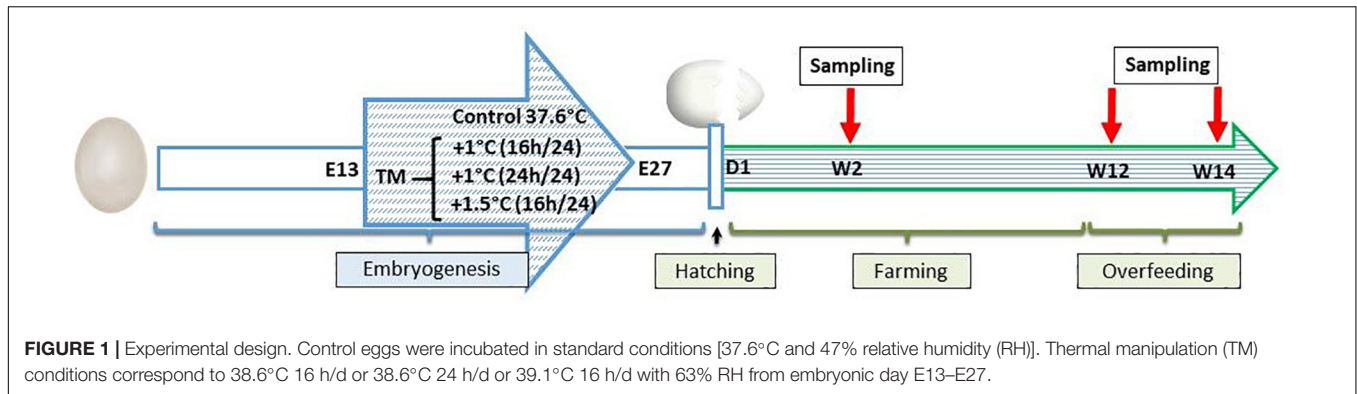 Sampling Sampling
Control 37.6°C
+1°C (16h/24)
E13 TM +1°C (24h/24) E27 D1 W2 W12 W14
+1.5°C (16h/24)
Embryogenesis Hatching Farming Overfeeding
FIGURE 1 | Experimental design. Control eggs were incubated in standard conditions [37.6°C and 47% relative humidity (RH)]. Thermal manipulation (TM)
conditions correspond to 38.6°C 16 h/d or 38.6°C 24 h/d or 39.1°C 16 h/d with 63% RH from embryonic day E13–E27.